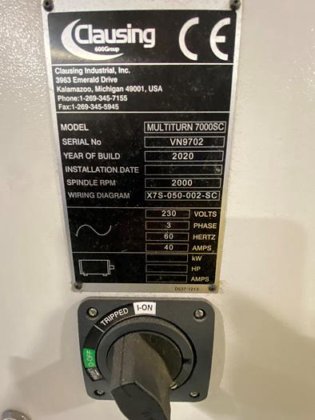 Clausing
600Group
CE
Clausing Industrial, Inc.
3963 Emerald Drive
Kalamazoo, Michigan 49001, USA
Phone:1-269-345-7155
Fax:1-269-345-5945
MODEL MULTITURN 7000SC
SERIAL No VN9702
YEAR OF BUILD 2020
INSTALLATION DATE
SPINDLE RPM 2000
WIRING DIAGRAM X7S-050-002-SC
230 VOLTS
3 PHASE
60 HERTZ
40 AMPS
kW
HP
AMPS
TRIPPED
I-ON
O-OFF